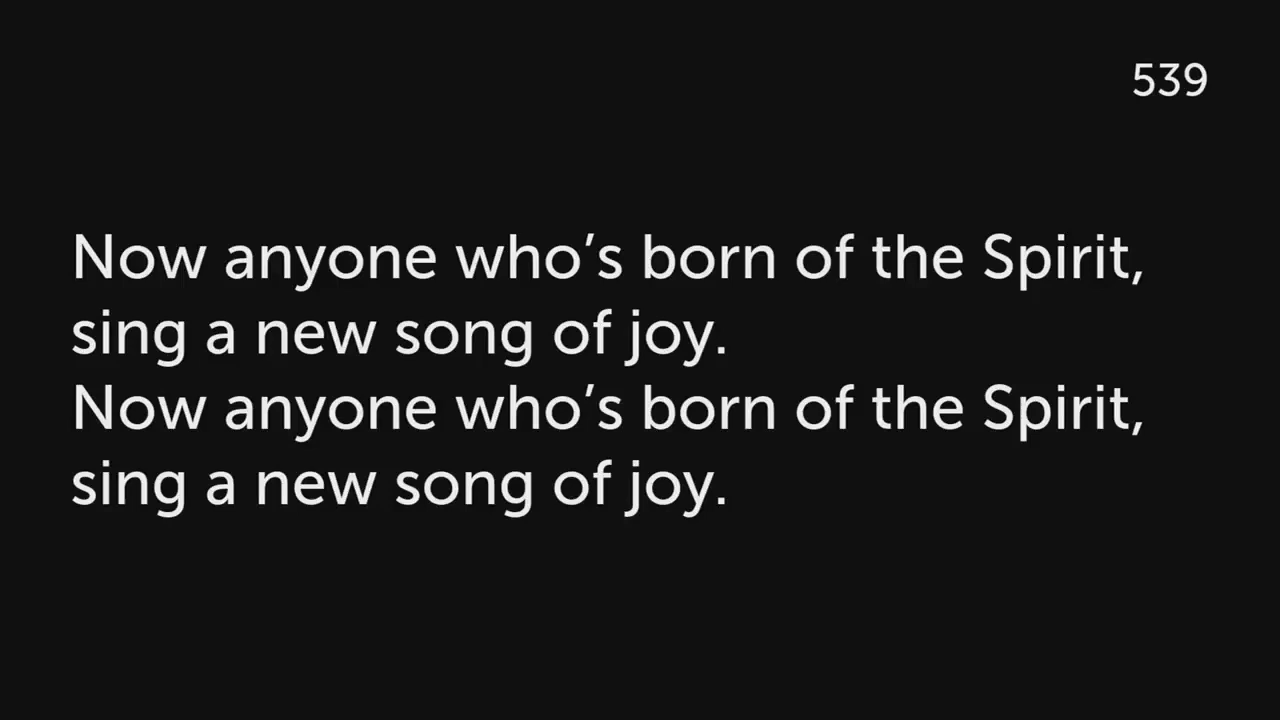 539
Now anyone who’s born of the Spirit,
sing a new song of joy.
Now anyone who’s born of the Spirit,
sing a new song of joy.